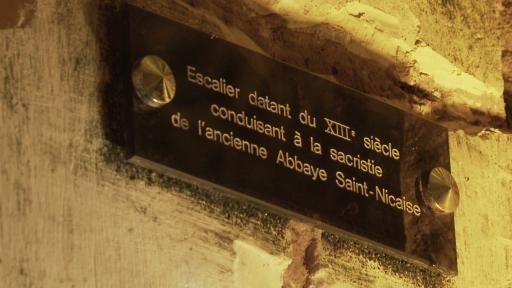 Escalier datant du XIIIe siècle
conduisant à la sacristie
de l'ancienne Abbaye Saint-Nicaise